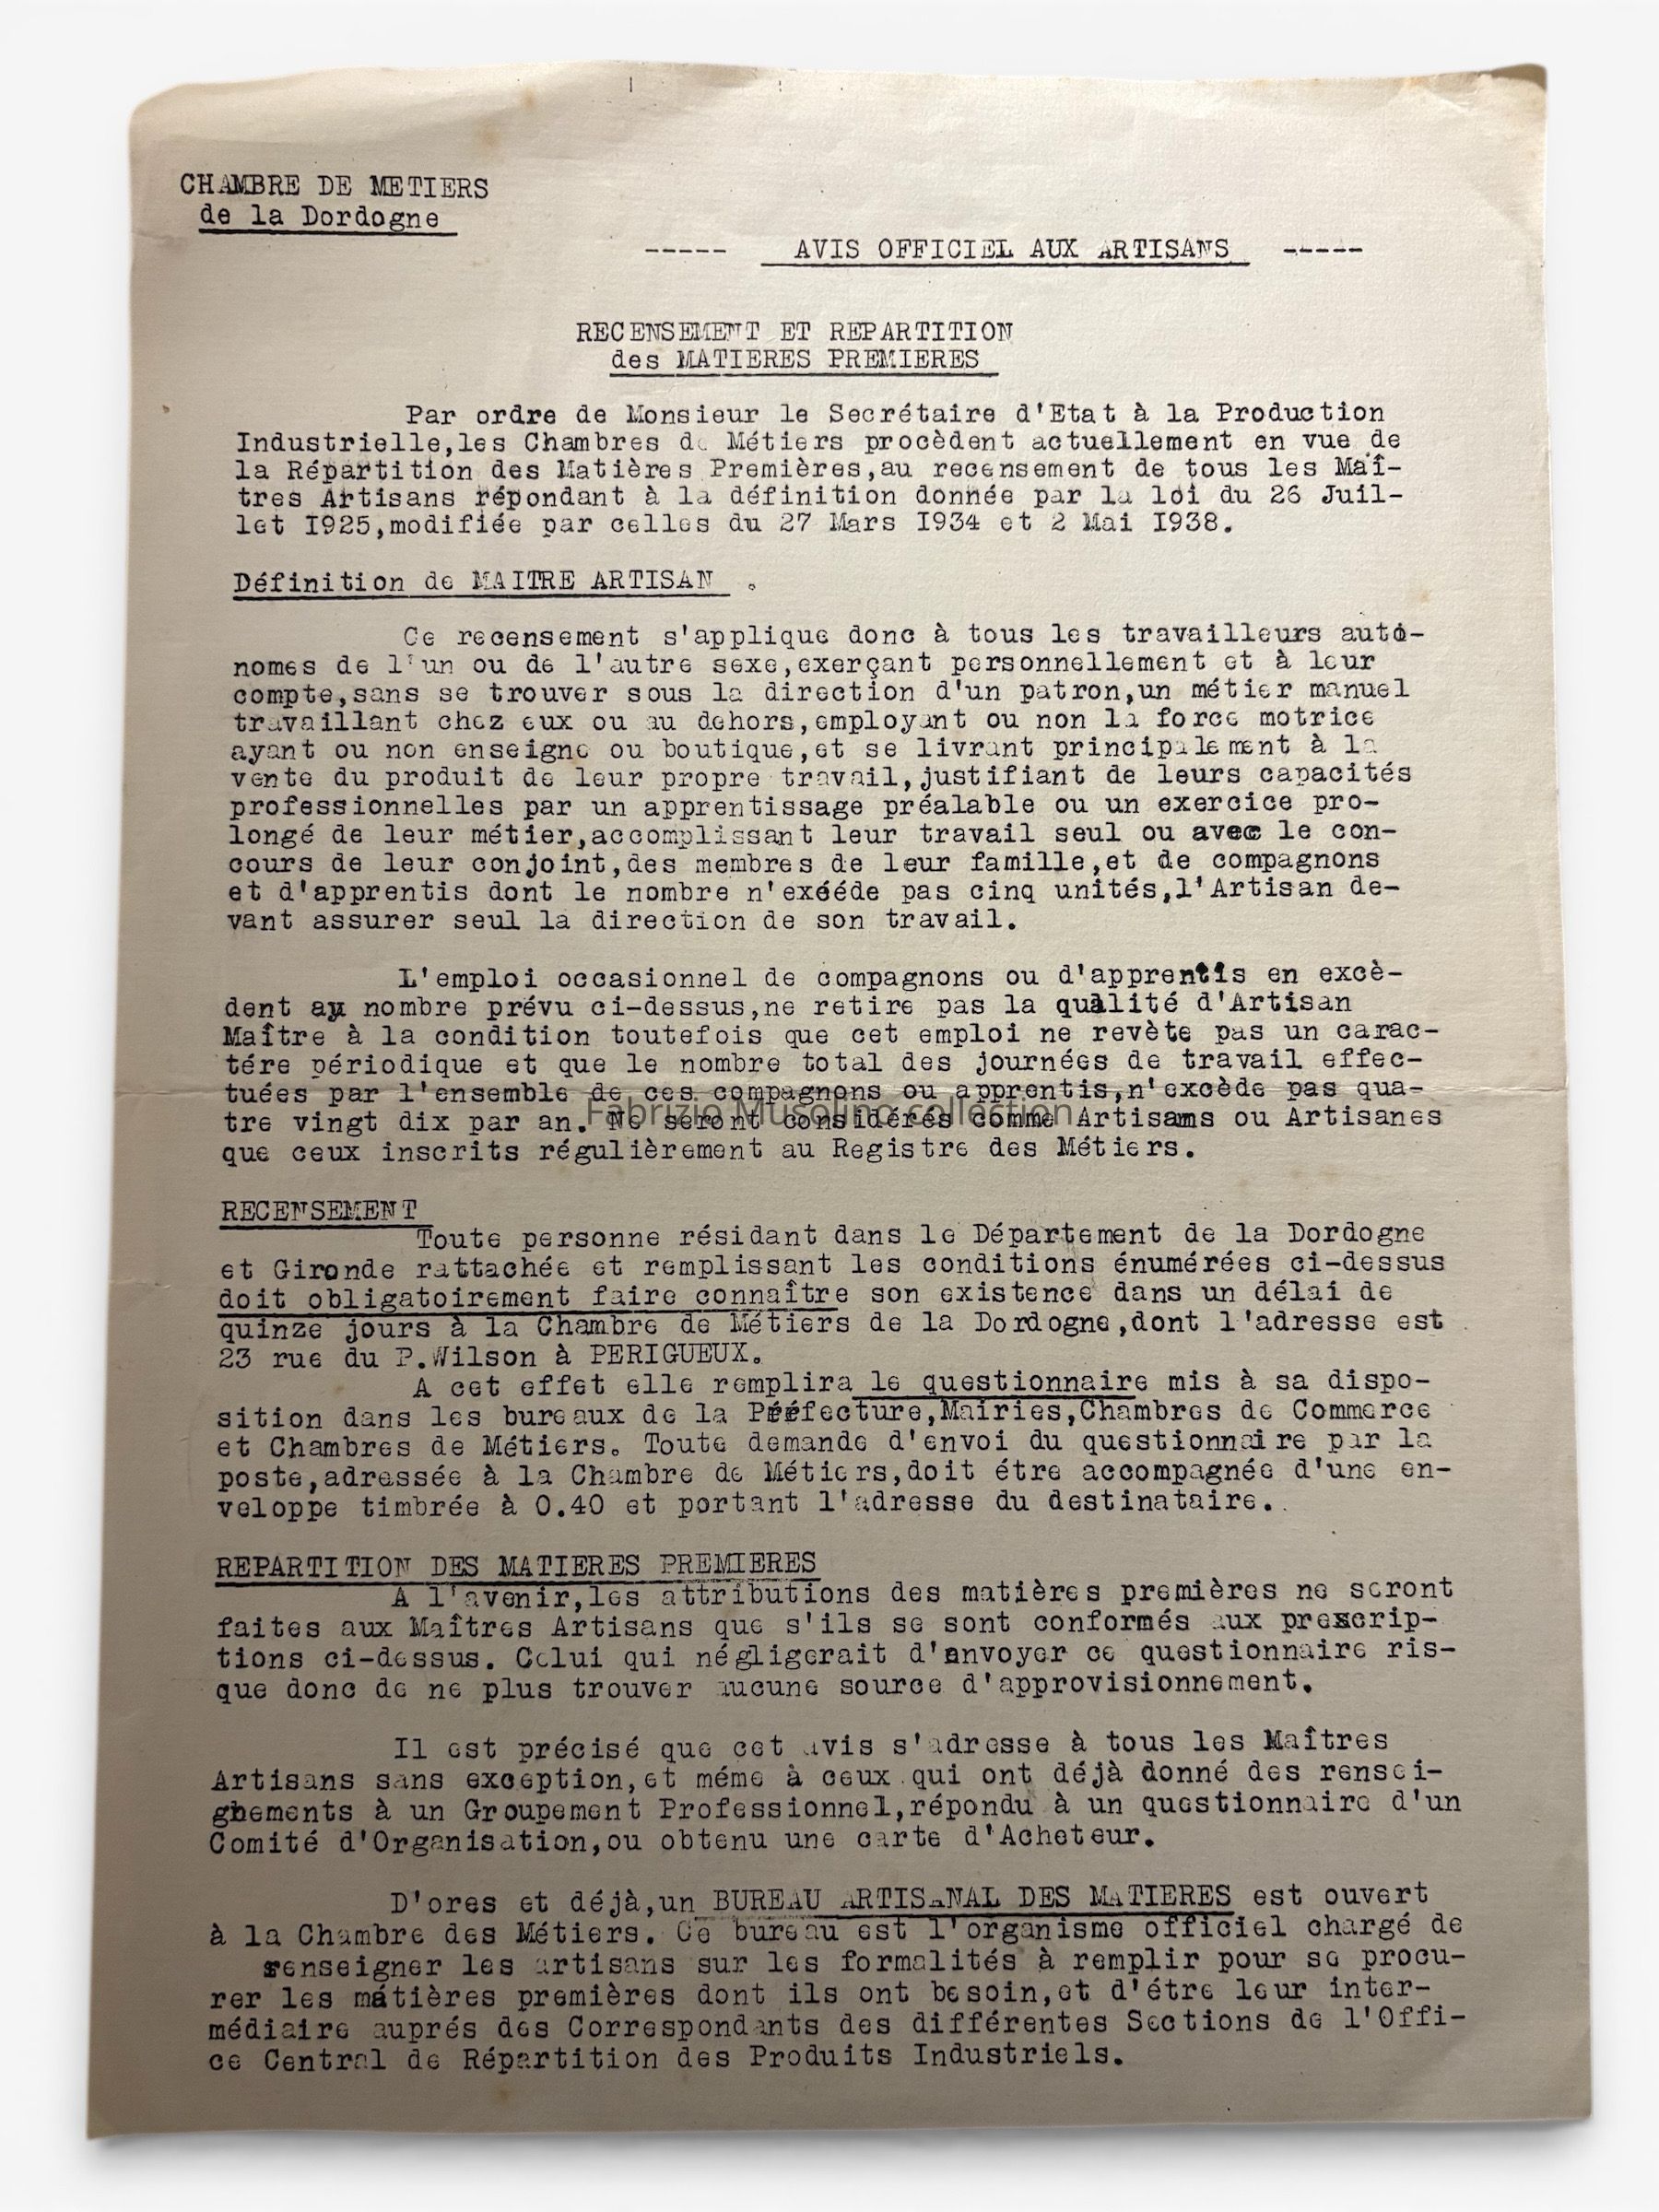 CHAMBRE DE METIERS
de la Dordogne
----- AVIS OFFICIEL AUX ARTISANS -----
RECENSEMENT ET REPARTITION
des MATIERES PREMIERES
Par ordre de Monsieur le Secrétaire d'Etat à la Production
Industrielle,les Chambres de Métiers procèdent actuellement en vue de
la Répartition des Matières Premières,au recensement de tous les Maî-
tres Artisans répondant à la définition donnée par la loi du 26 Juil-
let I925,modifiée par celles du 27 Mars I934 et 2 Mai I938.
Définition de MAITRE ARTISAN .
Ce recensement s'applique donc à tous les travailleurs auto-
nomes de l'un ou de l'autre sexe,exerçant personnellement et à leur
compte,sans se trouver sous la direction d'un patron,un métier manuel
travaillant chez eux ou au dehors,employant ou non la force motrice
ayant ou non enseigne ou boutique,et se livrant principalement à la
vente du produit de leur propre travail,justifiant de leurs capacités
professionnelles par un apprentissage préalable ou un exercice pro-
longé de leur métier,accomplissant leur travail seul ou avec le con-
cours de leur conjoint,des membres de leur famille,et de compagnons
et d'apprentis dont le nombre n'exééde pas cinq unités,l'Artisan de-
vant assurer seul la direction de son travail.
L'emploi occasionnel de compagnons ou d'apprentis en excè-
dent au nombre prévu ci-dessus,ne retire pas la qualité d'Artisan
Maître à la condition toutefois que cet emploi ne revète pas un carac-
tére périodique et que le nombre total des journées de travail effec-
tuées par l'ensemble de ces compagnons ou apprentis,n'excède pas qua-
Fabrizio Musolino collection
tre vingt dix par an. Ne seront considérés comme Artisans ou Artisanes
que ceux inscrits régulièrement au Registre des Métiers.
RECENSEMENT
Toute personne résidant dans le Département de la Dordogne
et Gironde rattachée et remplissant les conditions énumérées ci-dessus
doit obligatoirement faire connaître son existence dans un délai de
quinze jours à la Chambre de Métiers de la Dordogne,dont l'adresse est
23 rue du P.Wilson à PERIGUEUX.
A cet effet elle remplira le questionnaire mis à sa dispo-
sition dans les bureaux de la Préfecture,Mairies,Chambres de Commerce
et Chambres de Métiers. Toute demande d'envoi du questionnaire par la
poste,adressée à la Chambre de Métiers,doit étre accompagnée d'une en-
veloppe timbrée à 0.40 et portant l'adresse du destinataire.
REPARTITION DES MATIERES PREMIERES
A l'avenir,les attributions des matières premières ne seront
faites aux Maîtres Artisans que s'ils se sont conformés aux prescrip-
tions ci-dessus. Celui qui négligerait d'envoyer ce questionnaire ris-
que donc de ne plus trouver aucune source d'approvisionnement.
Il est précisé que cet avis s'adresse à tous les Maîtres
Artisans sans exception,et méme à ceux qui ont déjà donné des rensei-
gnements à un Groupement Professionnel,répondu à un questionnaire d'un
Comité d'Organisation,ou obtenu une carte d'Acheteur.
D'ores et déjà,un BUREAU ARTISANAL DES MATIERES est ouvert
à la Chambre des Métiers. Ce bureau est l'organisme officiel chargé de
renseigner les artisans sur les formalités à remplir pour se procu-
rer les matières premières dont ils ont besoin,et d'étre leur inter-
médiaire auprés des Correspondants des différentes Sections de l'Offi-
ce Central de Répartition des Produits Industriels.